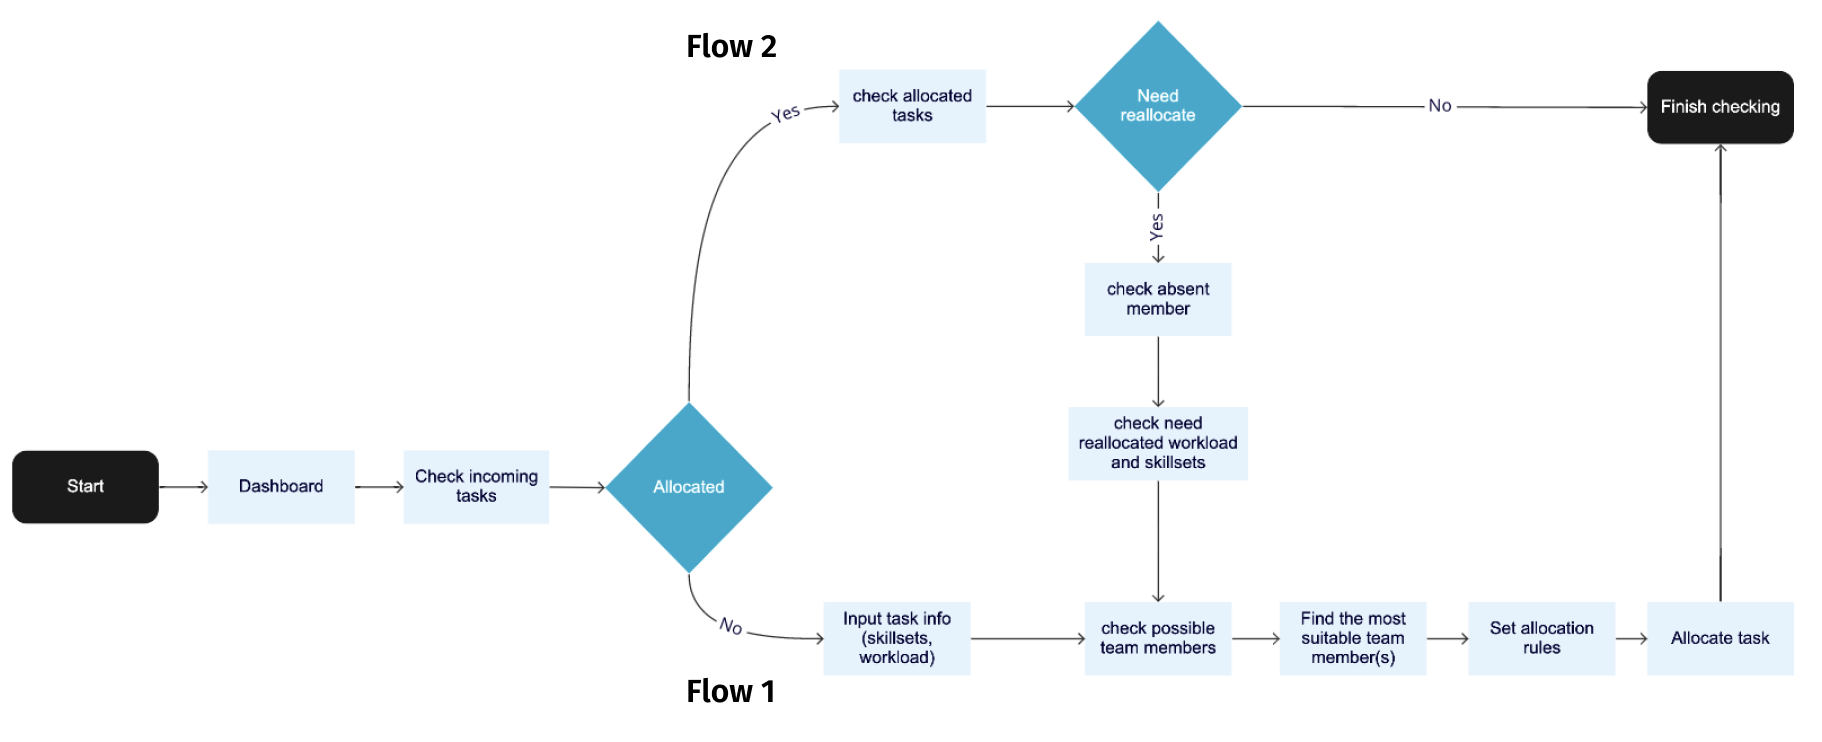 Flow 2
check allocated
tasks
Need
reallocate
No
Finish checking
Yes
Yes
check absent
member
check need
reallocated workload
and skillsets
Start
Dashboard
Check incoming
tasks
Allocated
No
Input task info
(skillsets,
workload)
check possible
team members
Find the most
suitable team
member(s)
Set allocation
rules
Allocate task
Flow 1